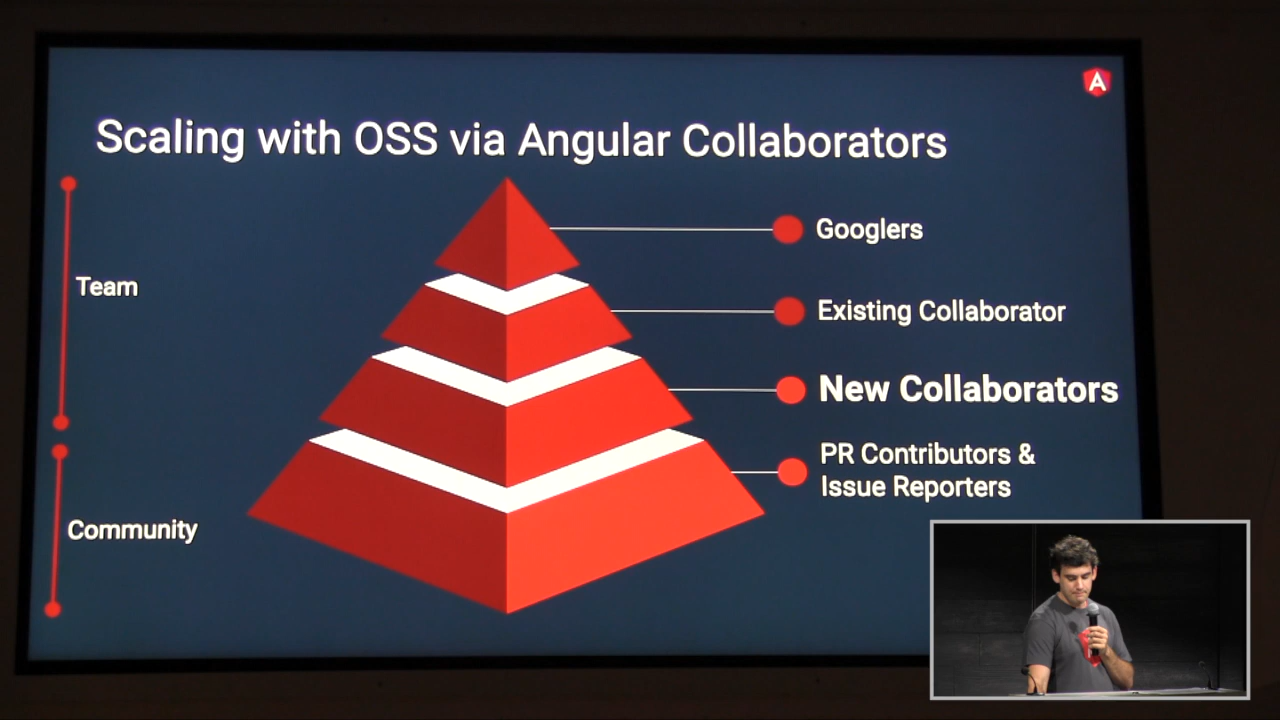 Scaling with OSS via Angular Collaborators
A
Team
Community
Googlers
Existing Collaborator
New Collaborators
PR Contributors &
Issue Reporters